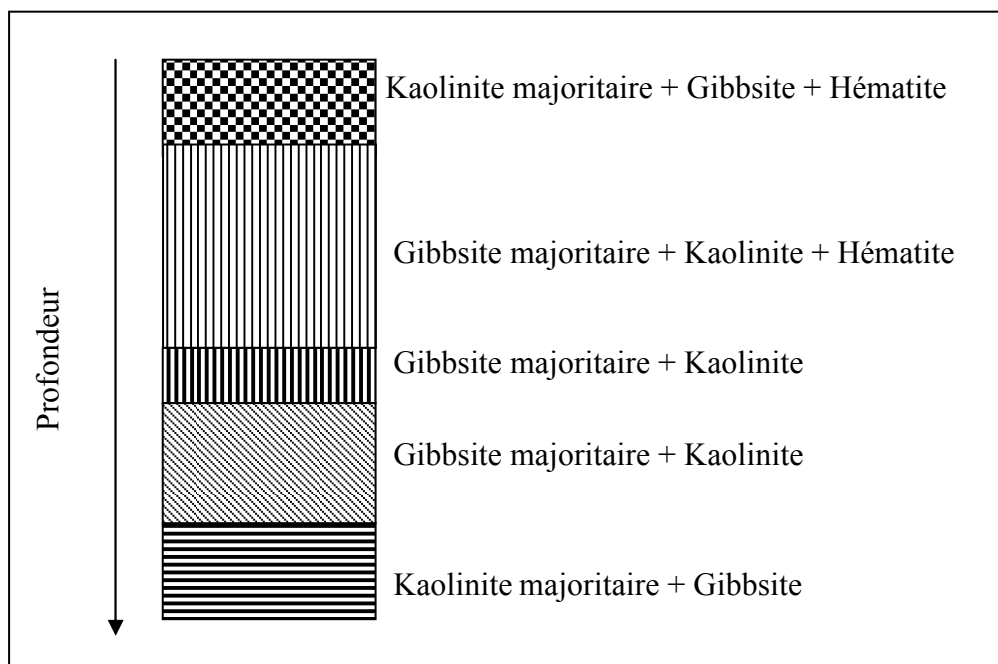 Kaolinite majoritaire + Gibbsite + Hématite
Gibbsite majoritaire + Kaolinite + Hématite
Profondeur
Gibbsite majoritaire + Kaolinite
Gibbsite majoritaire + Kaolinite
Kaolinite majoritaire + Gibbsite